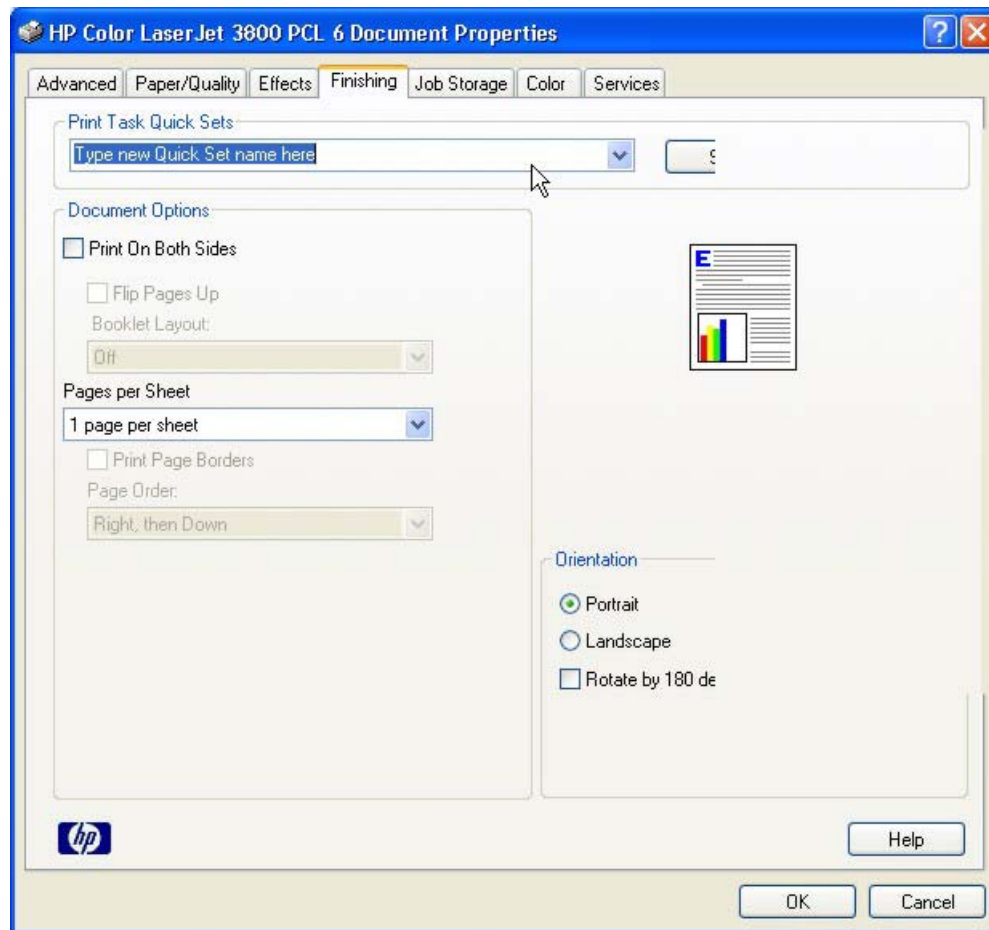 HP Color LaserJet 3800 PCL 6 Document Properties
Advanced Paper/Quality Effects Finishing Job Storage Color Services
Print Task Quick Sets
Type new Quick Set name here
S
Document Options
Print On Both Sides
E
Flip Pages Up
Booklet Layout:
Off
Pages per Sheet
1 page per sheet
Print Page Borders
Page Order:
Right, then Down
Orientation
Portrait
Landscape
Rotate by 180 de
hp
Help
OK Cancel